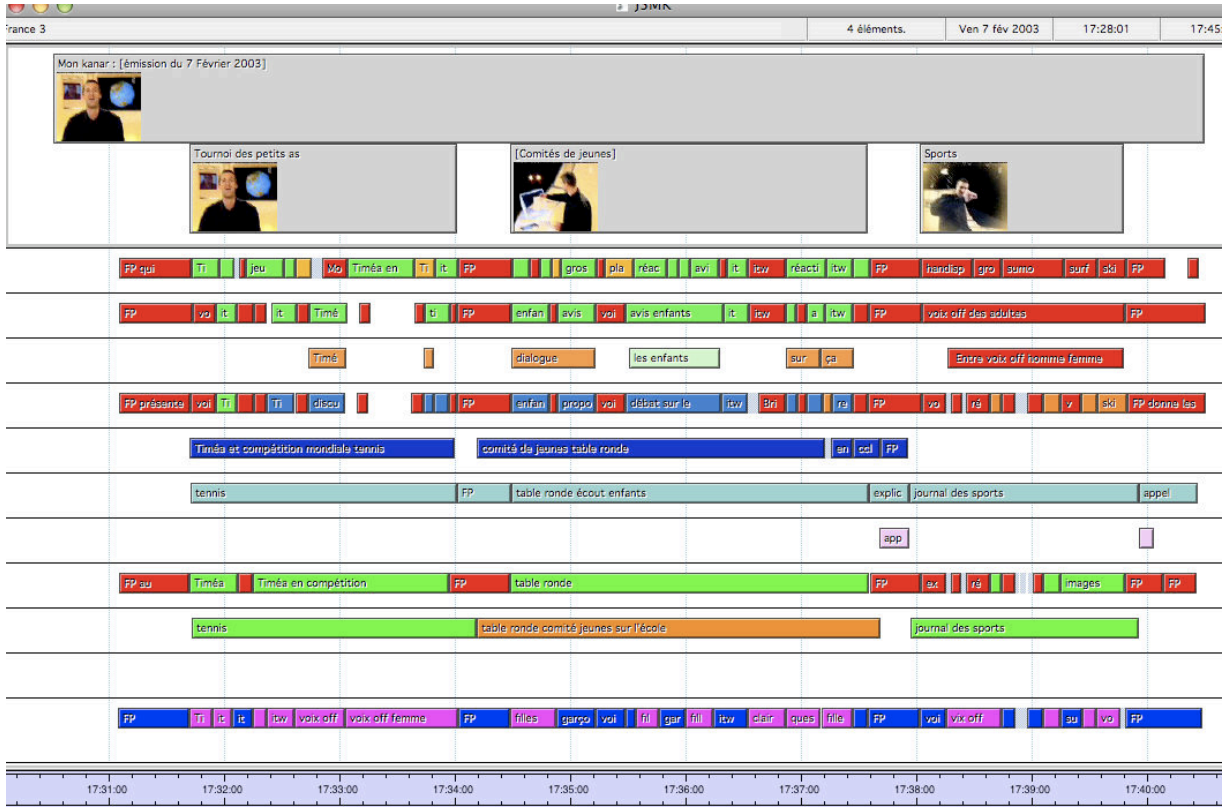 JSMK
France 3 4 éléments. Ven 7 fév 2003 17:28:01 17:45:
Mon kanar : [émission du 7 Février 2003]
Tournoi des petits as [Comités de jeunes] Sports
FP qui Ti jeu Mo Timéa en Ti it FP gros pla réac avi it itw réacti itw FP handisp gro sumo surf ski FP
FP vo it it Timé ti FP enfan avis voi avis enfants it itw a itw FP voix off des adultes FP
Timé dialogue les enfants sur ça Entre voix off homme femme
FP présente voi Ti Ti discu FP enfan propo voi débat sur le itw Bri re FP vo ré v ski FP donne les
Timéa et compétition mondiale tennis comité de jeunes table ronde en ccl FP
tennis FP table ronde écout enfants explic journal des sports appel
app
FP au Timéa Timéa en compétition FP table ronde FP ex ré images FP FP
tennis table ronde comité jeunes sur l'école journal des sports
FP Ti it it itw voix off voix off femme FP filles garço voi fil gar fill itw clair ques fille FP voi vix off su vo FP
17:31:00 17:32:00 17:33:00 17:34:00 17:35:00 17:36:00 17:37:00 17:38:00 17:39:00 17:40:00